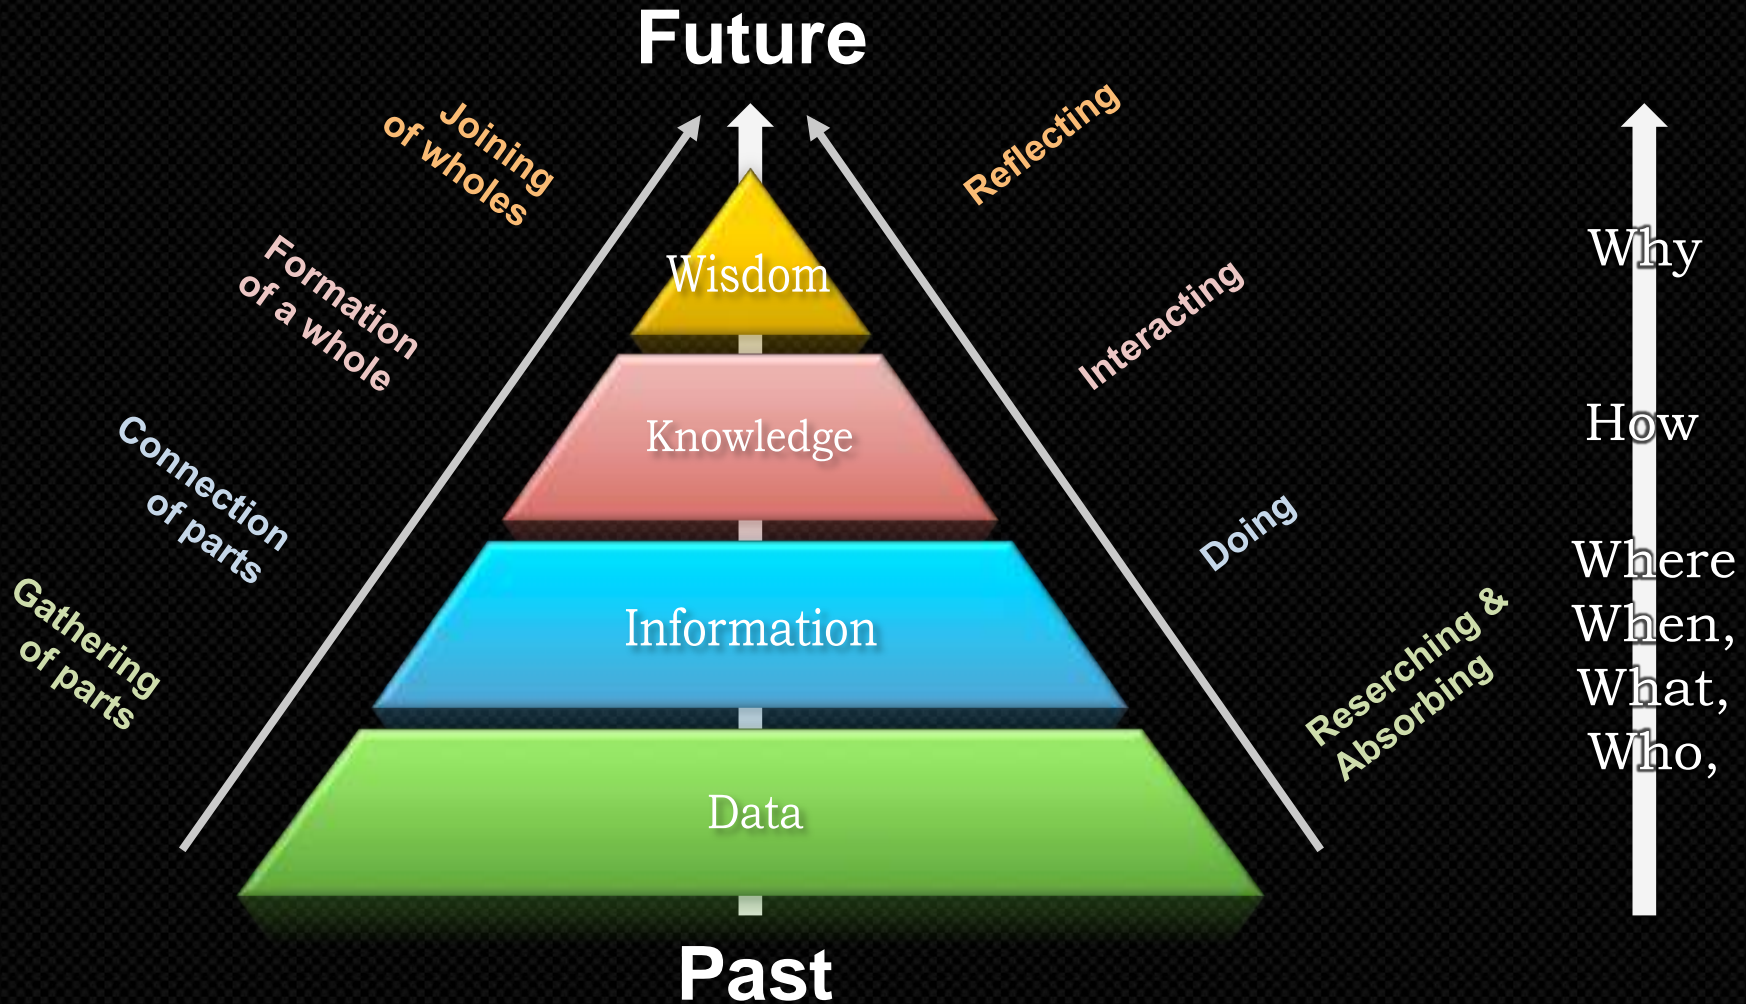 Future
Joining
of wholes
Reflecting
Formation
of a whole
Interacting
Connection
of parts
Doing
Gathering
of parts
Reserching &
Absorbing
Wisdom
Knowledge
Information
Data
Past
Why
How
Where
When,
What,
Who,